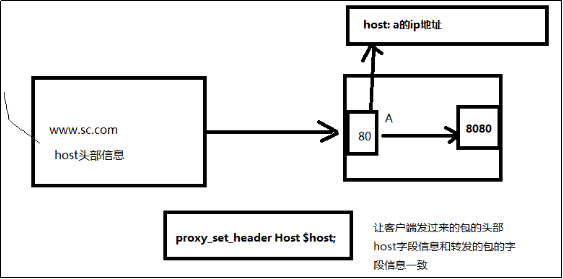 host: a的ip地址
www.sc.com
host头部信息
80
A
8080
proxy_set_header Host $host;
让客户端发过来的包的头部
host字段信息和转发的包的字
段信息一致